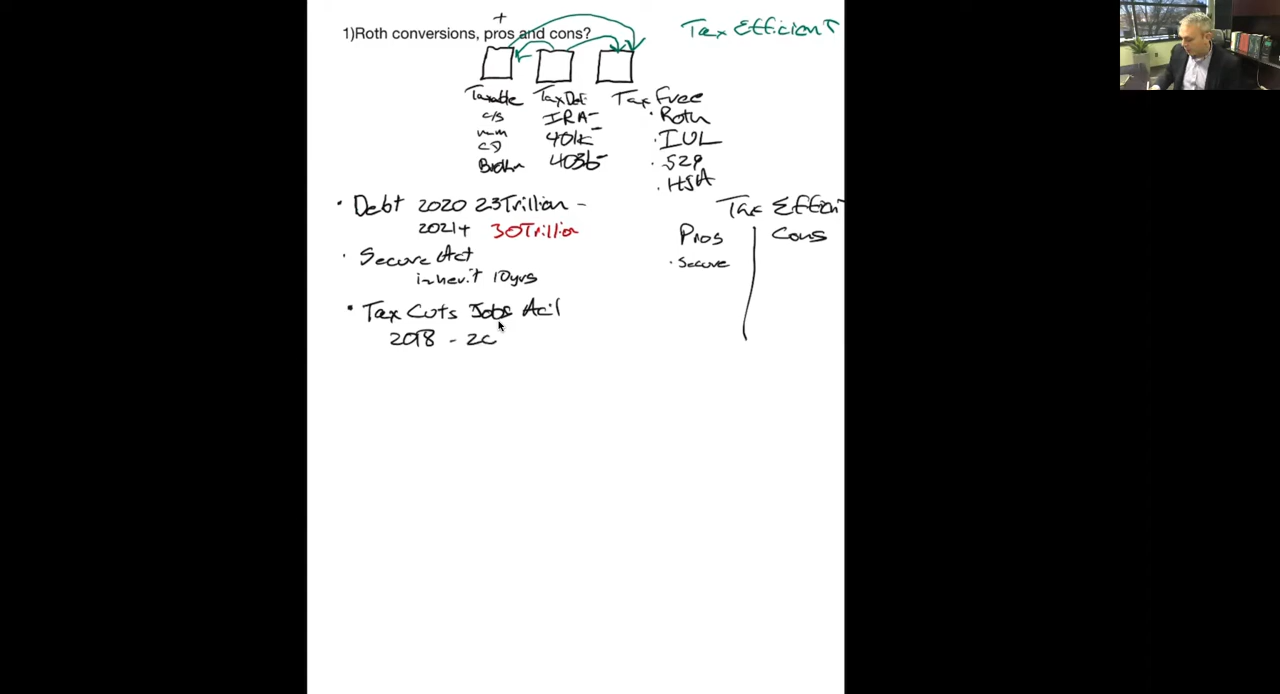 +
1)Roth conversions, pros and cons?
Tax Efficient
Taxable Tax Def. Tax Free
c/s IRA- · Roth
mm 401k- · IUL
CD 403b- · 529
· HSA
· Debt 2020 23Trillion -
2021+ 30Trillion
Tax Efficn
Pros Cons
· Secure
· Secure Act
inherit 10yrs
· Tax Cuts Jobs Act
2018 - 20